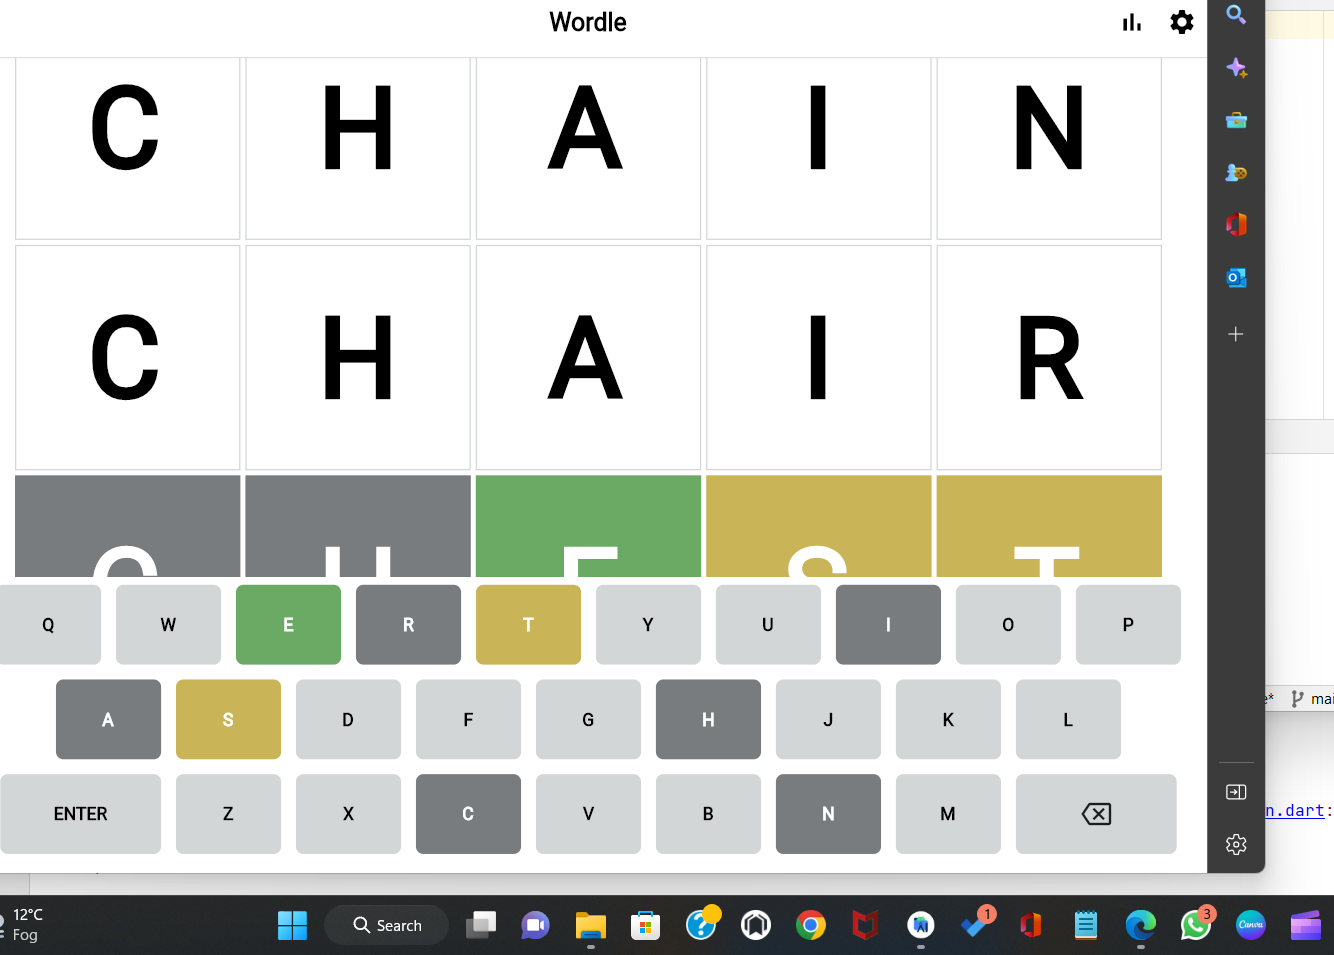 Wordle
C H A I N
C H A I R
C H E S T
Q W E R T Y U I O P
A S D F G H J K L
ENTER Z X C V B N M
e* mai
n.dart:
12°C
Fog
Search
1
3
Canva